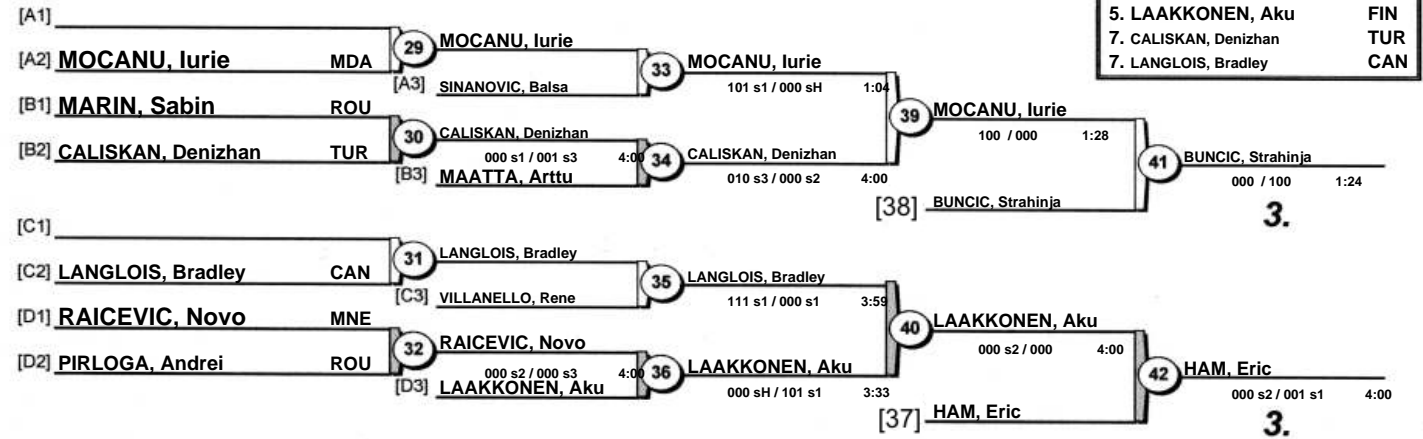 [A1]
[A2] MOCANU, Iurie MDA
29
MOCANU, Iurie
[A3] SINANOVIC, Balsa
33
MOCANU, Iurie
101 s1 / 000 sH 1:04
[B1] MARIN, Sabin ROU
[B2] CALISKAN, Denizhan TUR
30
CALISKAN, Denizhan
000 s1 / 001 s3 4:00
[B3] MAATTA, Arttu
34
CALISKAN, Denizhan
010 s3 / 000 s2 4:00
39
MOCANU, Iurie
100 / 000 1:28
[38] BUNCIC, Strahinja
41
BUNCIC, Strahinja
000 / 100 1:24
3.
[C1]
[C2] LANGLOIS, Bradley CAN
31
LANGLOIS, Bradley
[C3] VILLANELLO, Rene
35
LANGLOIS, Bradley
111 s1 / 000 s1 3:59
[D1] RAICEVIC, Novo MNE
[D2] PIRLOGA, Andrei ROU
32
RAICEVIC, Novo
000 s2 / 000 s3 4:00
[D3] LAAKKONEN, Aku
36
LAAKKONEN, Aku
000 sH / 101 s1 3:33
40
LAAKKONEN, Aku
000 s2 / 000 4:00
[37] HAM, Eric
42
HAM, Eric
000 s2 / 001 s1 4:00
3.
5. LAAKKONEN, Aku FIN
7. CALISKAN, Denizhan TUR
7. LANGLOIS, Bradley CAN